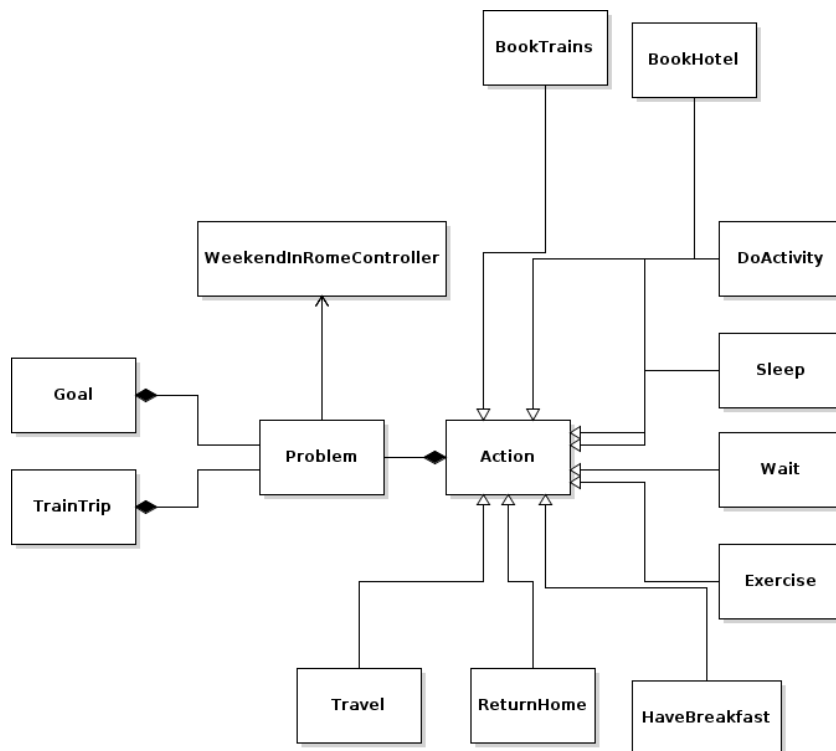 BookTrains
BookHotel
WeekendInRomeController
DoActivity
Sleep
Goal
Problem
Action
Wait
TrainTrip
Exercise
Travel
ReturnHome
HaveBreakfast